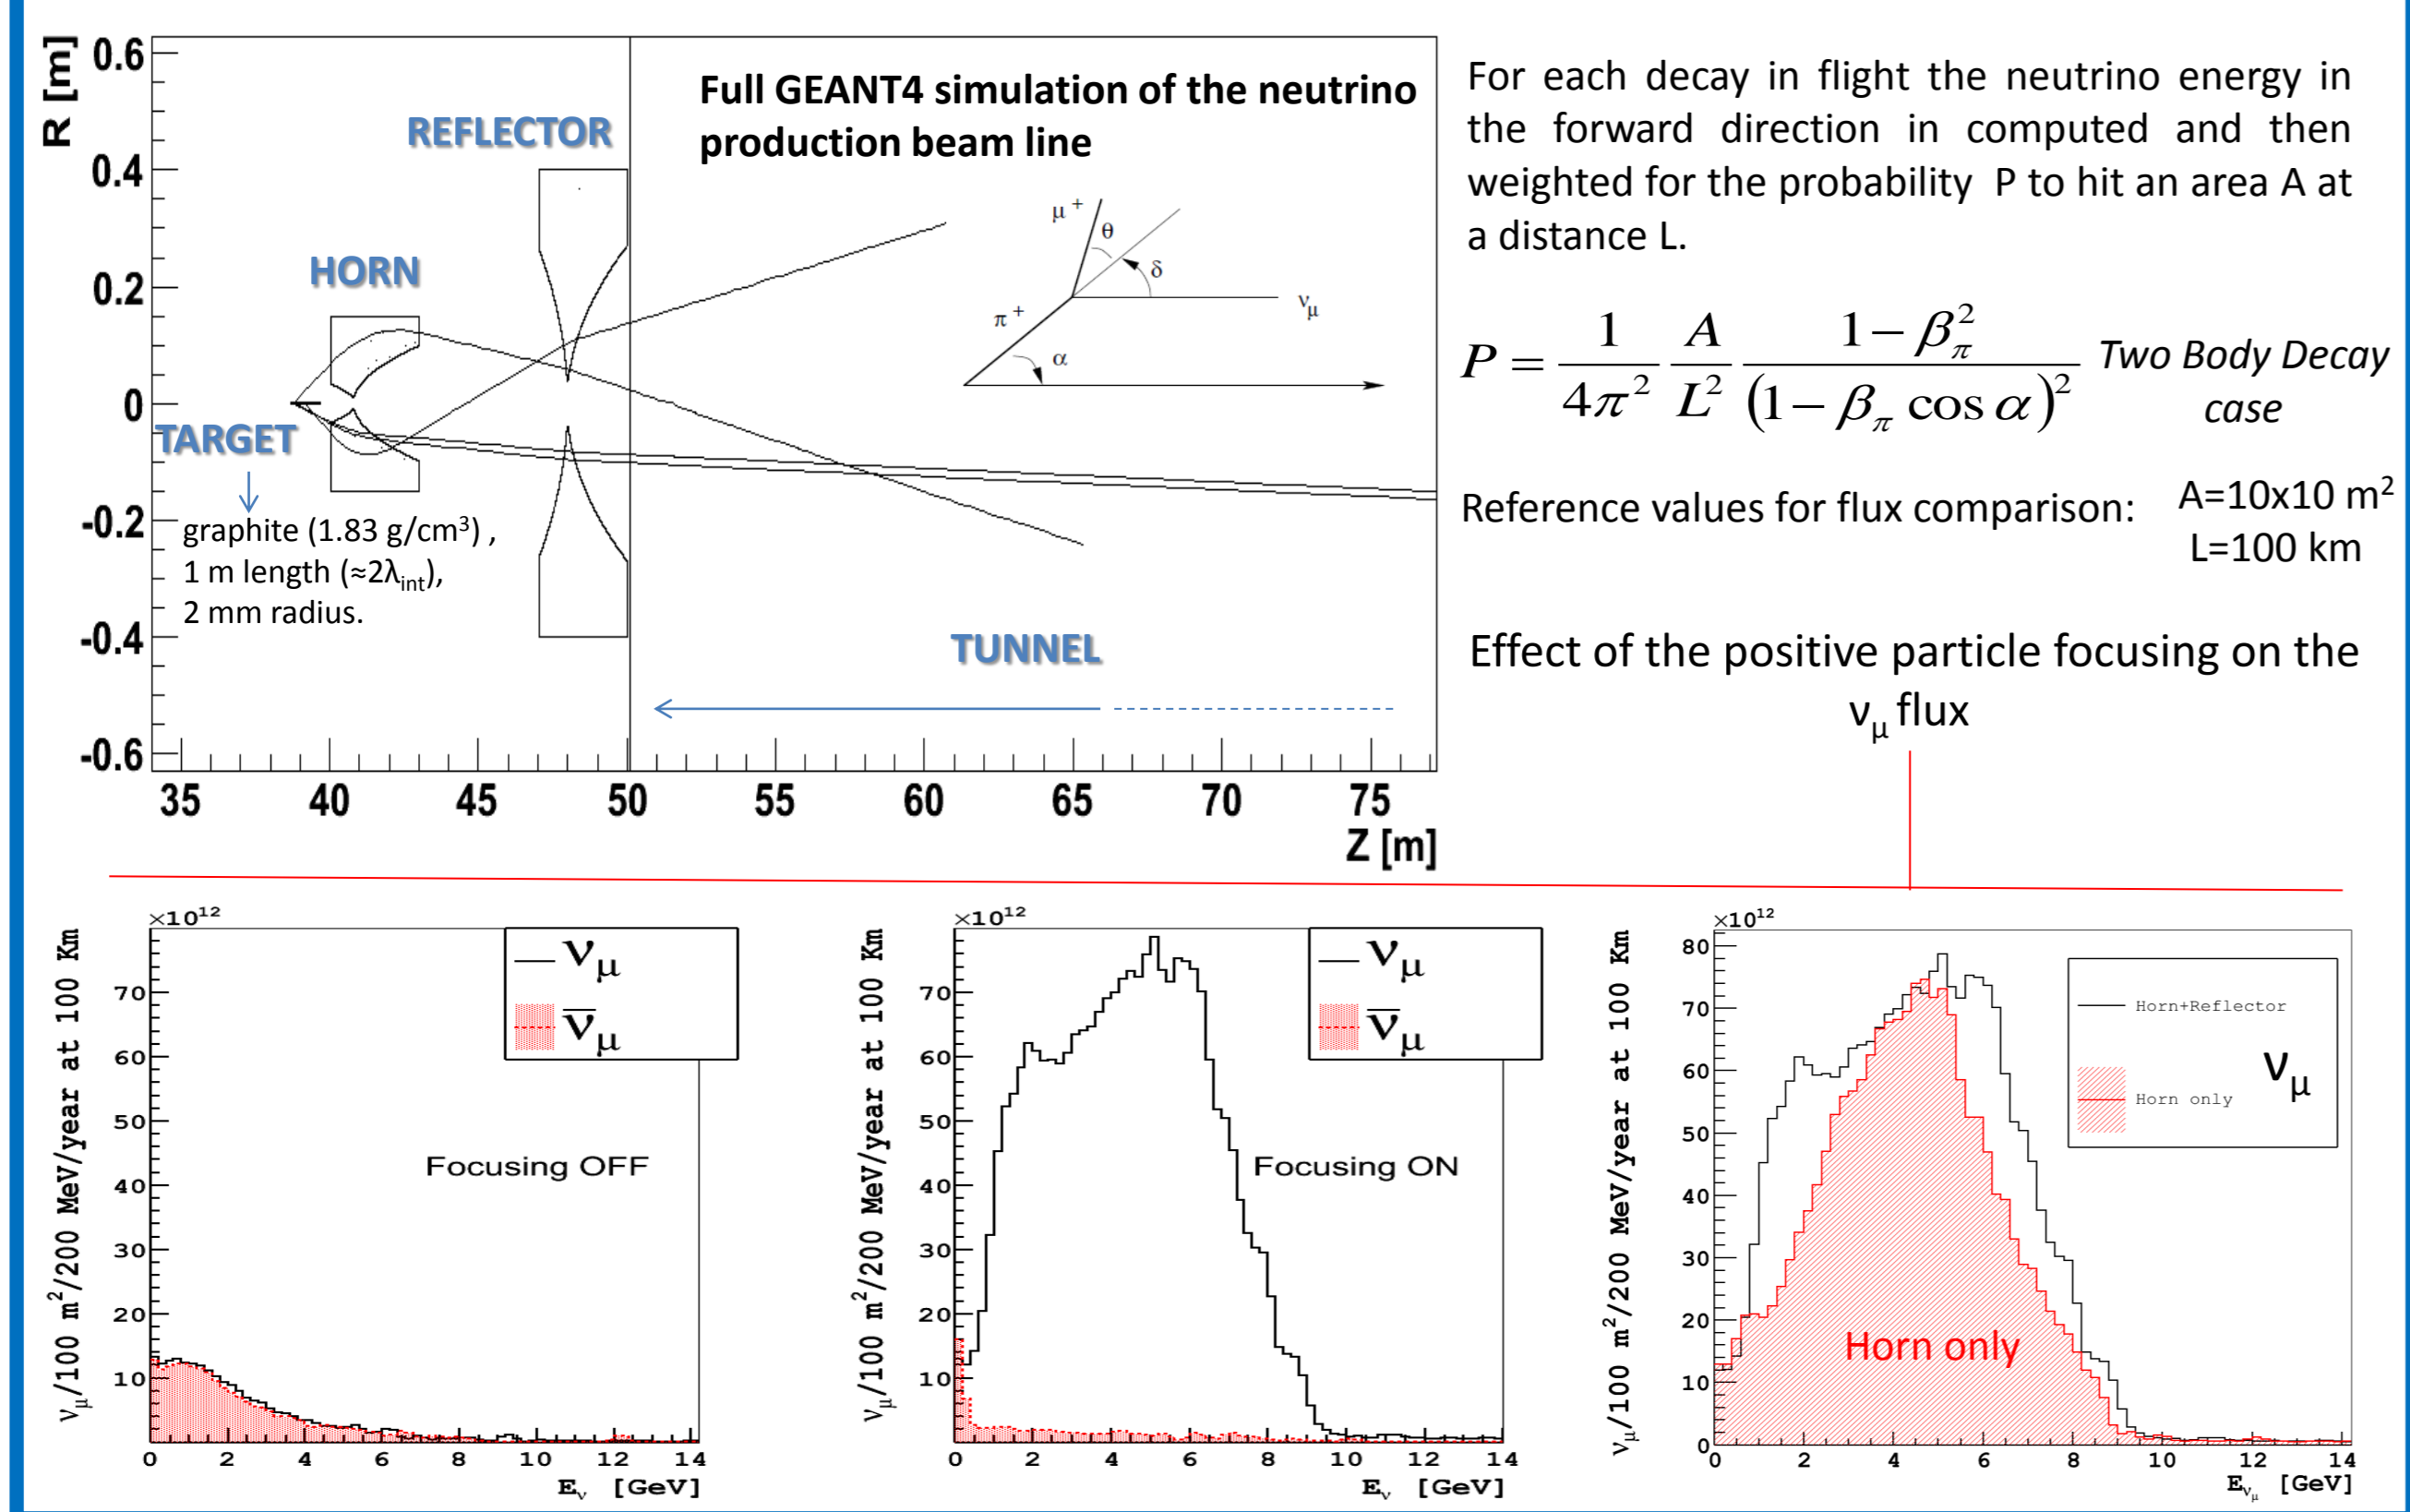 R [m]
0.6
0.4
0.2
0
-0.2
-0.4
-0.6
Full GEANT4 simulation of the neutrino
production beam line
REFLECTOR
HORN
TARGET
graphite (1.83 g/cm³) ,
1 m length (≈2λint),
2 mm radius.
TUNNEL
μ+
θ
δ
π+
νμ
α
35 40 45 50 55 60 65 70 75
Z [m]
For each decay in flight the neutrino energy in
the forward direction in computed and then
weighted for the probability P to hit an area A at
a distance L.
P = 1/4π² A/L² (1−βπ²)/(1−βπ cos α)² Two Body Decay
case
Reference values for flux comparison: A=10x10 m²
L=100 km
Effect of the positive particle focusing on the
νμ flux
×10¹²
νμ/100 m²/200 MeV/year at 100 Km
70
60
50
40
30
20
10
νμ
ν̅μ
Focusing OFF
0 2 4 6 8 10 12 14
Eν [GeV]
×10¹²
νμ/100 m²/200 MeV/year at 100 Km
70
60
50
40
30
20
10
νμ
ν̅μ
Focusing ON
0 2 4 6 8 10 12 14
Eν [GeV]
×10¹²
νμ/100 m²/200 MeV/year at 100 Km
80
70
60
50
40
30
20
10
0
Horn+Reflector
Horn only
νμ
Horn only
0 2 4 6 8 10 12 14
Eνμ [GeV]